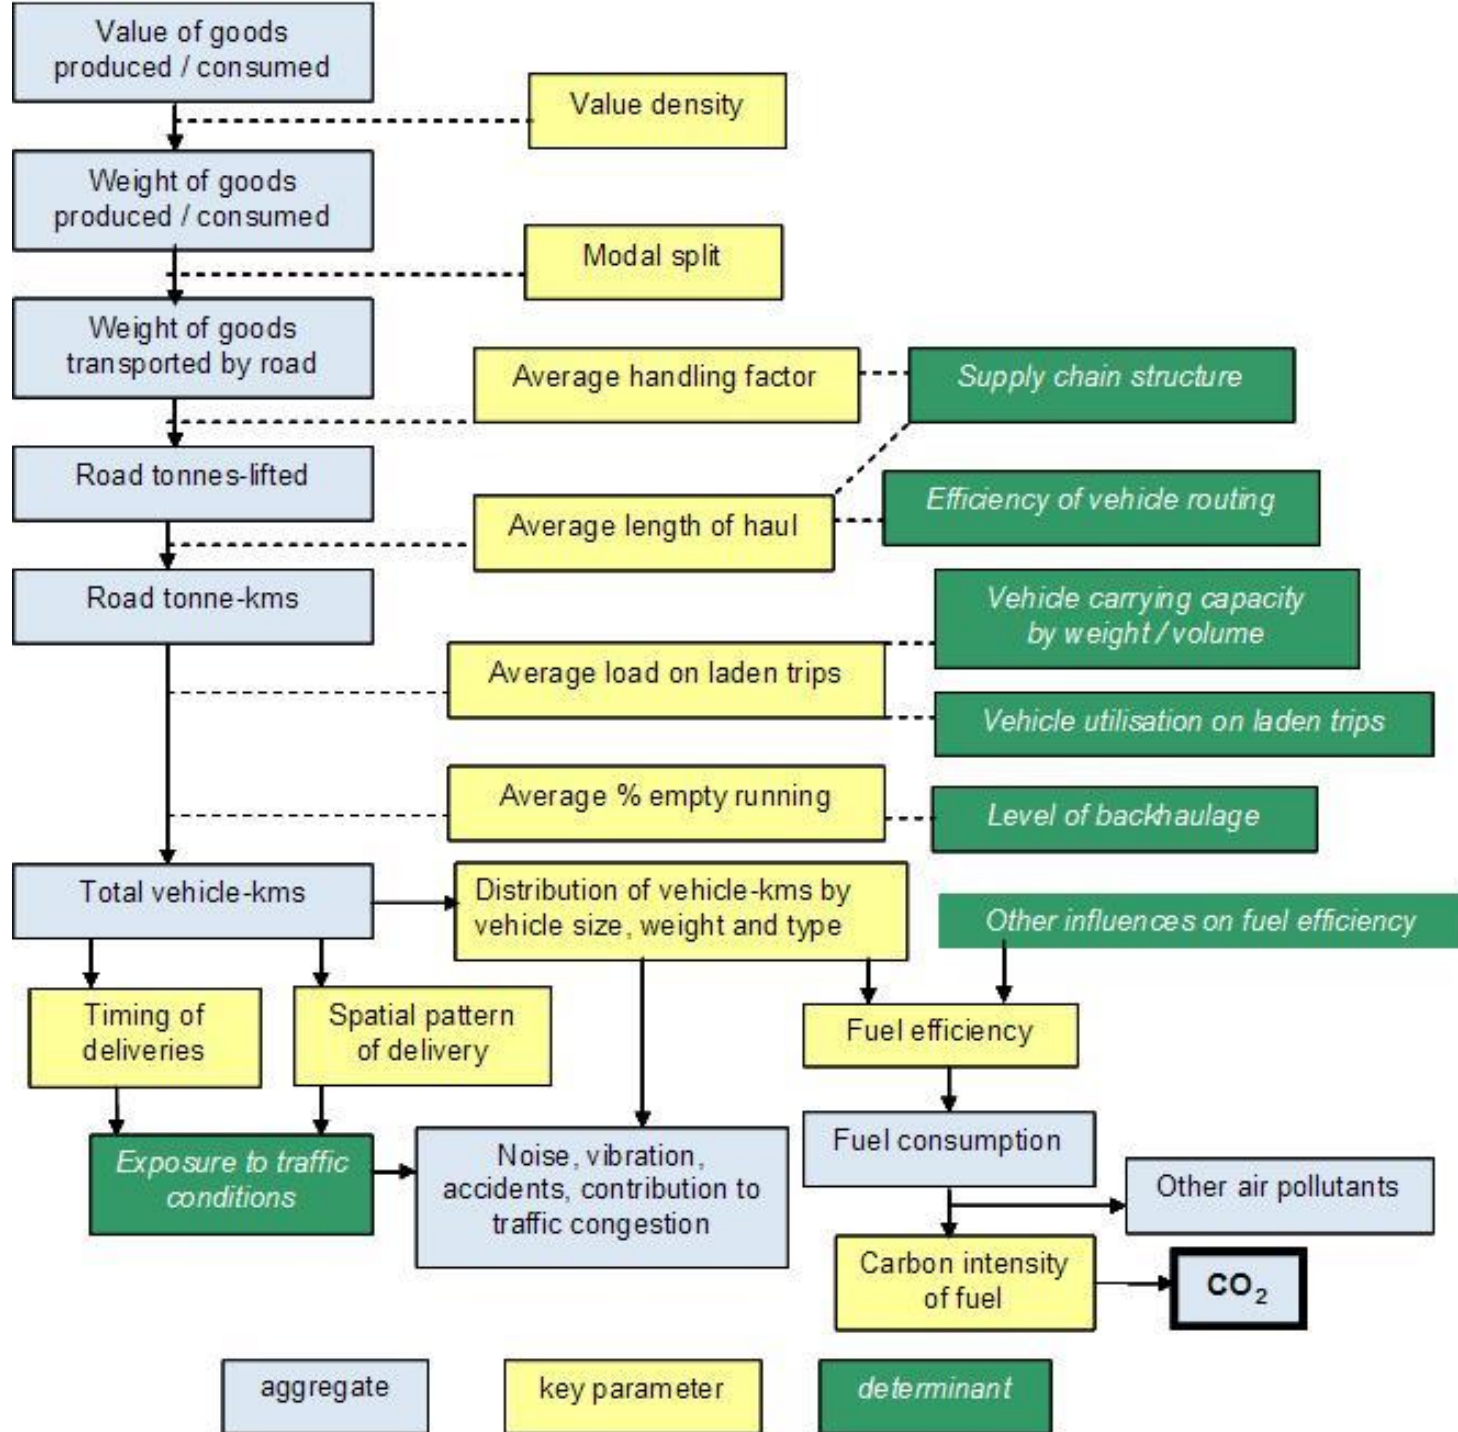 Value of goods
produced / consumed
Value density
Weight of goods
produced / consumed
Modal split
Weight of goods
transported by road
Average handling factor
Supply chain structure
Road tonnes-lifted
Efficiency of vehicle routing
Average length of haul
Road tonne-kms
Vehicle carrying capacity
by weight / volume
Average load on laden trips
Vehicle utilisation on laden trips
Average % empty running
Level of backhaulage
Total vehicle-kms
Distribution of vehicle-kms by
vehicle size, weight and type
Other influences on fuel efficiency
Timing of
deliveries
Spatial pattern
of delivery
Fuel efficiency
Exposure to traffic
conditions
Noise, vibration,
accidents, contribution to
traffic congestion
Fuel consumption
Other air pollutants
Carbon intensity
of fuel
CO2
aggregate
key parameter
determinant